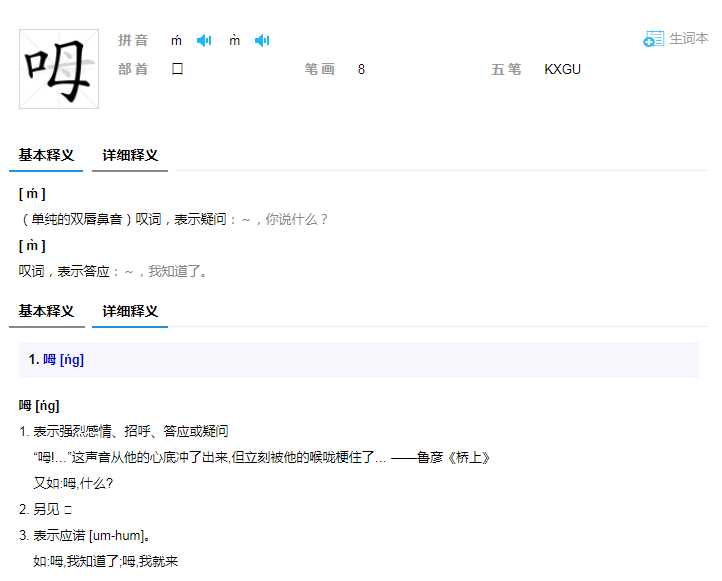 呣
拼音 ḿ m̀
生词本
部首 口 笔画 8 五笔 KXGU
基本释义 详细释义
[ ḿ ]
（单纯的双唇鼻音）叹词，表示疑问：～，你说什么？
[ m̀ ]
叹词，表示答应：～，我知道了。
基本释义 详细释义
1. 呣 [ńg]
呣 [ńg]
1. 表示强烈感情、招呼、答应或疑问
“呣!…”这声音从他的心底冲了出来,但立刻被他的喉咙梗住了… ——鲁彦《桥上》
又如:呣,什么?
2. 另见
3. 表示应诺 [um-hum]。
如:呣,我知道了;呣,我就来